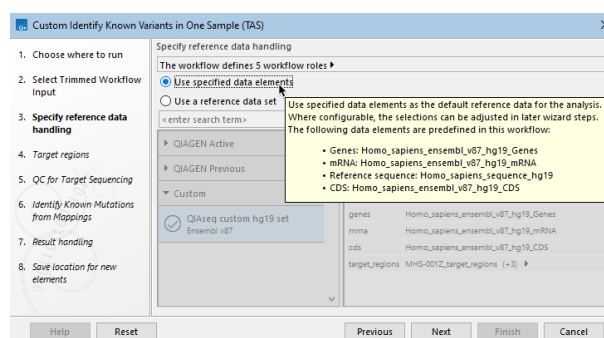 Custom Identify Known Variants in One Sample (TAS)
1. Choose where to run
2. Select Trimmed Workflow
Input
3. Specify reference data
handling
4. Target regions
5. QC for Target Sequencing
6. Identify Known Mutations
from Mappings
7. Result handling
8. Save location for new
elements
Specify reference data handling
The workflow defines 5 workflow roles
Use specified data elements
Use a reference data set
<enter search term>
QIAGEN Active
QIAGEN Previous
Custom
QIAseq custom hg19 set
Ensembl v87
Use specified data elements as the default reference data for the analysis.
Where configurable, the selections can be adjusted in later wizard steps.
The following data elements are predefined in this workflow:
• Genes: Homo_sapiens_ensembl_v87_hg19_Genes
• mRNA: Homo_sapiens_ensembl_v87_hg19_mRNA
• Reference sequence: Homo_sapiens_sequence_hg19
• CDS: Homo_sapiens_ensembl_v87_hg19_CDS
genes Homo_sapiens_ensembl_v87_hg19_Genes
mrna Homo_sapiens_ensembl_v87_hg19_mRNA
cds Homo_sapiens_ensembl_v87_hg19_CDS
target_regions MHS-001Z_target_regions (+3)
Help Reset Previous Next Finish Cancel